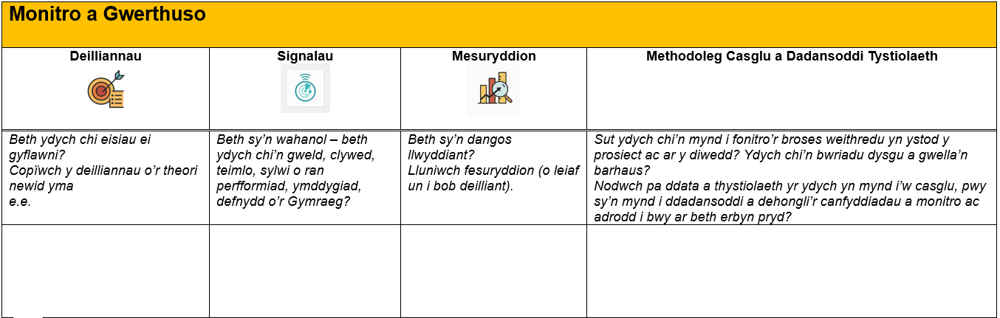 Monitro a Gwerthuso
Deilliannau
Signalau
Mesuryddion
Methodoleg Casglu a Dadansoddi Tystiolaeth
Beth ydych chi eisiau ei
gyflawni?
Copïwch y deilliannau o’r theori
newid yma
e.e.
Beth sy’n wahanol – beth
ydych chi’n gweld, clywed,
teimlo, sylwi o ran
perfformiad, ymddygiad,
defnydd o’r Gymraeg?
Beth sy’n dangos
llwyddiant?
Lluniwch fesuryddion (o leiaf
un i bob deilliant).
Sut ydych chi’n mynd i fonitro’r broses weithredu yn ystod y
prosiect ac ar y diwedd? Ydych chi’n bwriadu dysgu a gwella’n
barhaus?
Nodwch pa ddata a thystiolaeth yr ydych yn mynd i’w casglu, pwy
sy’n mynd i ddadansoddi a dehongli’r canfyddiadau a monitro ac
adrodd i bwy ar beth erbyn pryd?